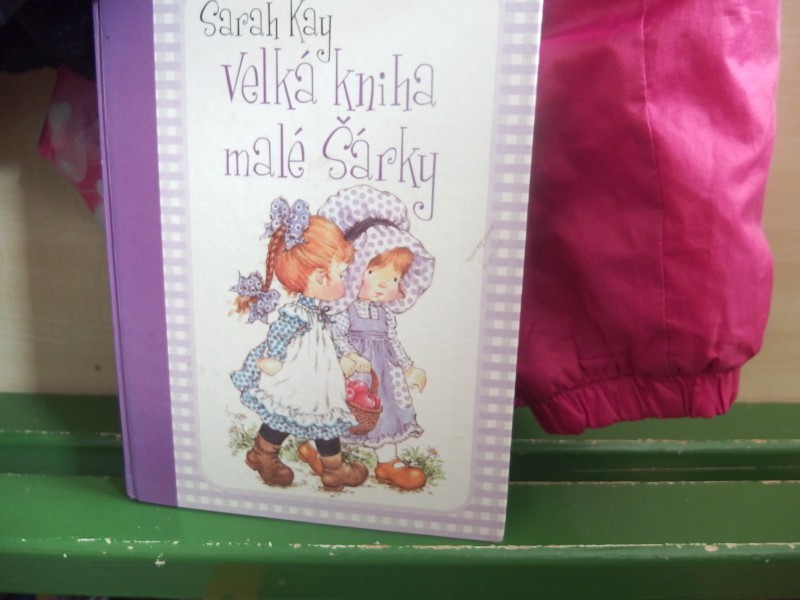 Sarah Kay
Velká kniha
malé Šárky